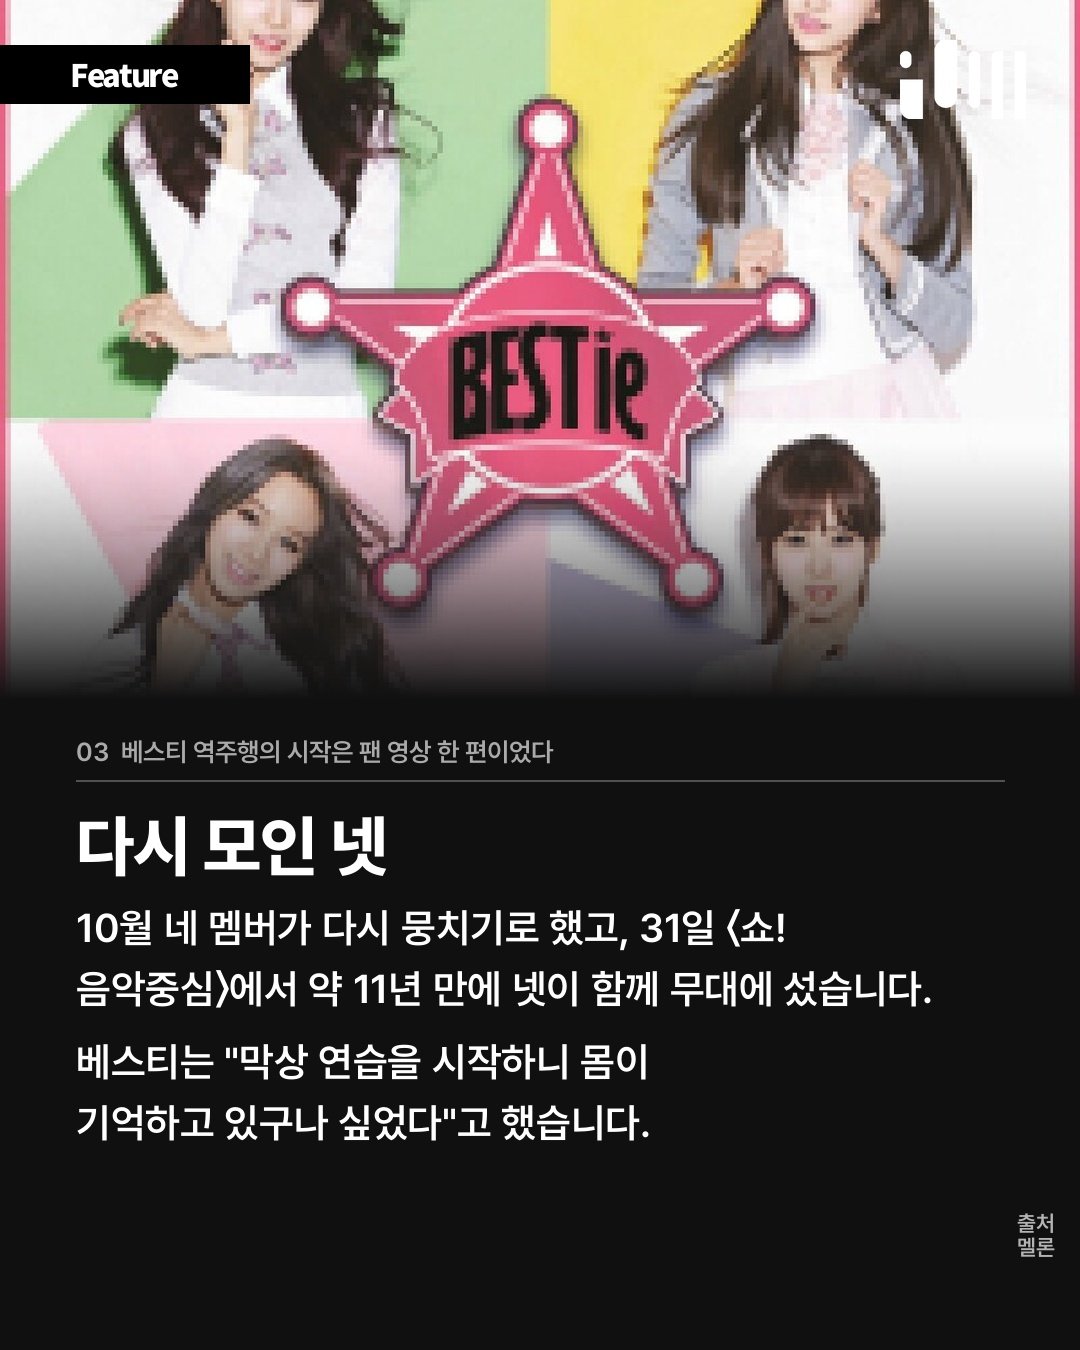 Feature
BESTie
03 베스티 역주행의 시작은 팬 영상 한 편이었다
다시 모인 넷
10월 네 멤버가 다시 뭉치기로 했고, 31일 〈쇼!
음악중심〉에서 약 11년 만에 넷이 함께 무대에 섰습니다.
베스티는 "막상 연습을 시작하니 몸이
기억하고 있구나 싶었다"고 했습니다.
출처
멜론